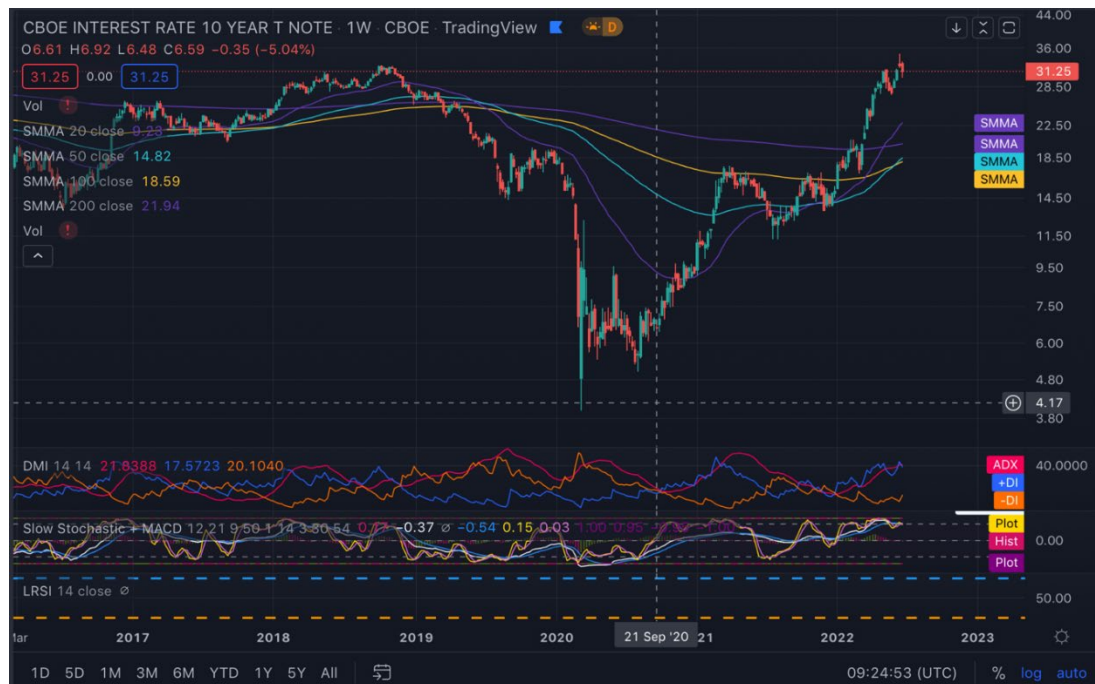 CBOE INTEREST RATE 10 YEAR T NOTE · 1W · CBOE · TradingView D
O6.61 H6.92 L6.48 C6.59 −0.35 (−5.04%)
31.25 0.00 31.25
Vol !
SMMA 20 close 9.23
SMMA 50 close 14.82
SMMA 100 close 18.59
SMMA 200 close 21.94
Vol !
44.00
36.00
31.25
28.50
SMMA 22.50
SMMA
SMMA 18.50
SMMA
14.50
11.50
9.50
7.50
6.00
4.80
4.17
3.80
DMI 14 14 21.8388 17.5723 20.1040
ADX 40.0000
+DI
-DI
Slow Stochastic + MACD 12 21 9 50 1 14 3 80 54 −0.37 ∅ −0.54 0.15 0.03
Plot
Hist 0.00
Plot
LRSI 14 close ∅
50.00
2017 2018 2019 2020 21 Sep '20 21 2022 2023
1D 5D 1M 3M 6M YTD 1Y 5Y All 09:24:53 (UTC) % log auto